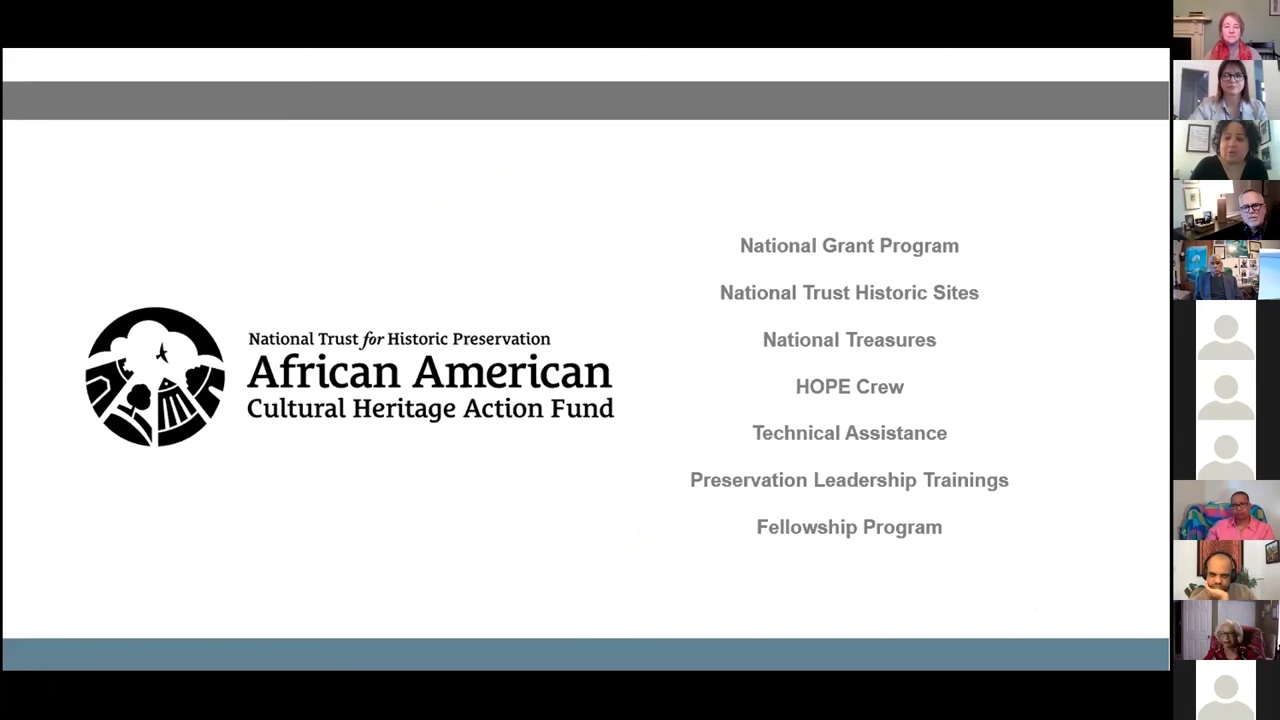 National Trust for Historic Preservation
African American
Cultural Heritage Action Fund
National Grant Program
National Trust Historic Sites
National Treasures
HOPE Crew
Technical Assistance
Preservation Leadership Trainings
Fellowship Program